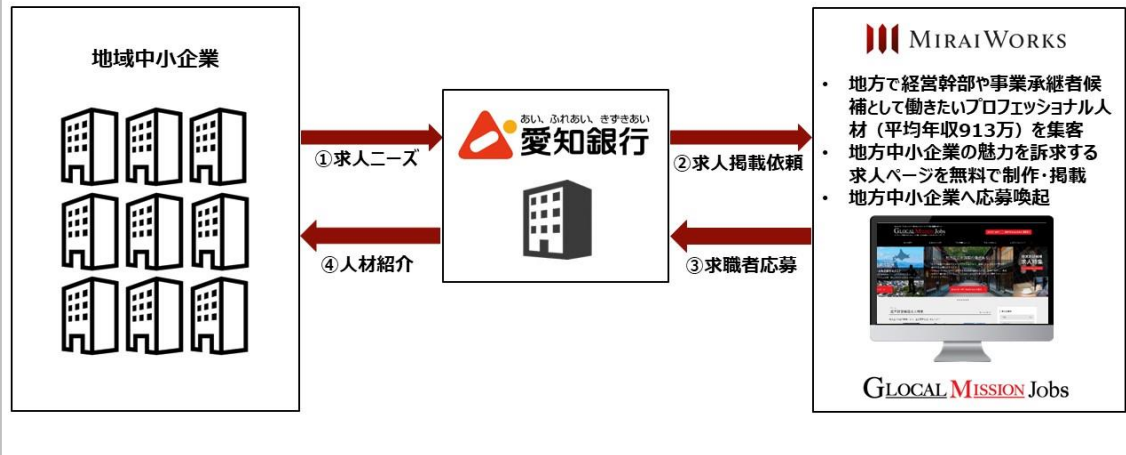 地域中小企業
①求人ニーズ
④人材紹介
あい、ふれあい、きずきあい
愛知銀行
②求人掲載依頼
③求職者応募
MIRAIWORKS
• 地方で経営幹部や事業承継者候
補として働きたいプロフェッショナル人
材（平均年収913万）を集客
• 地方中小企業の魅力を訴求する
求人ページを無料で制作・掲載
• 地方中小企業へ応募喚起
GLOCAL MISSION Jobs
GLOCAL MISSION Jobs